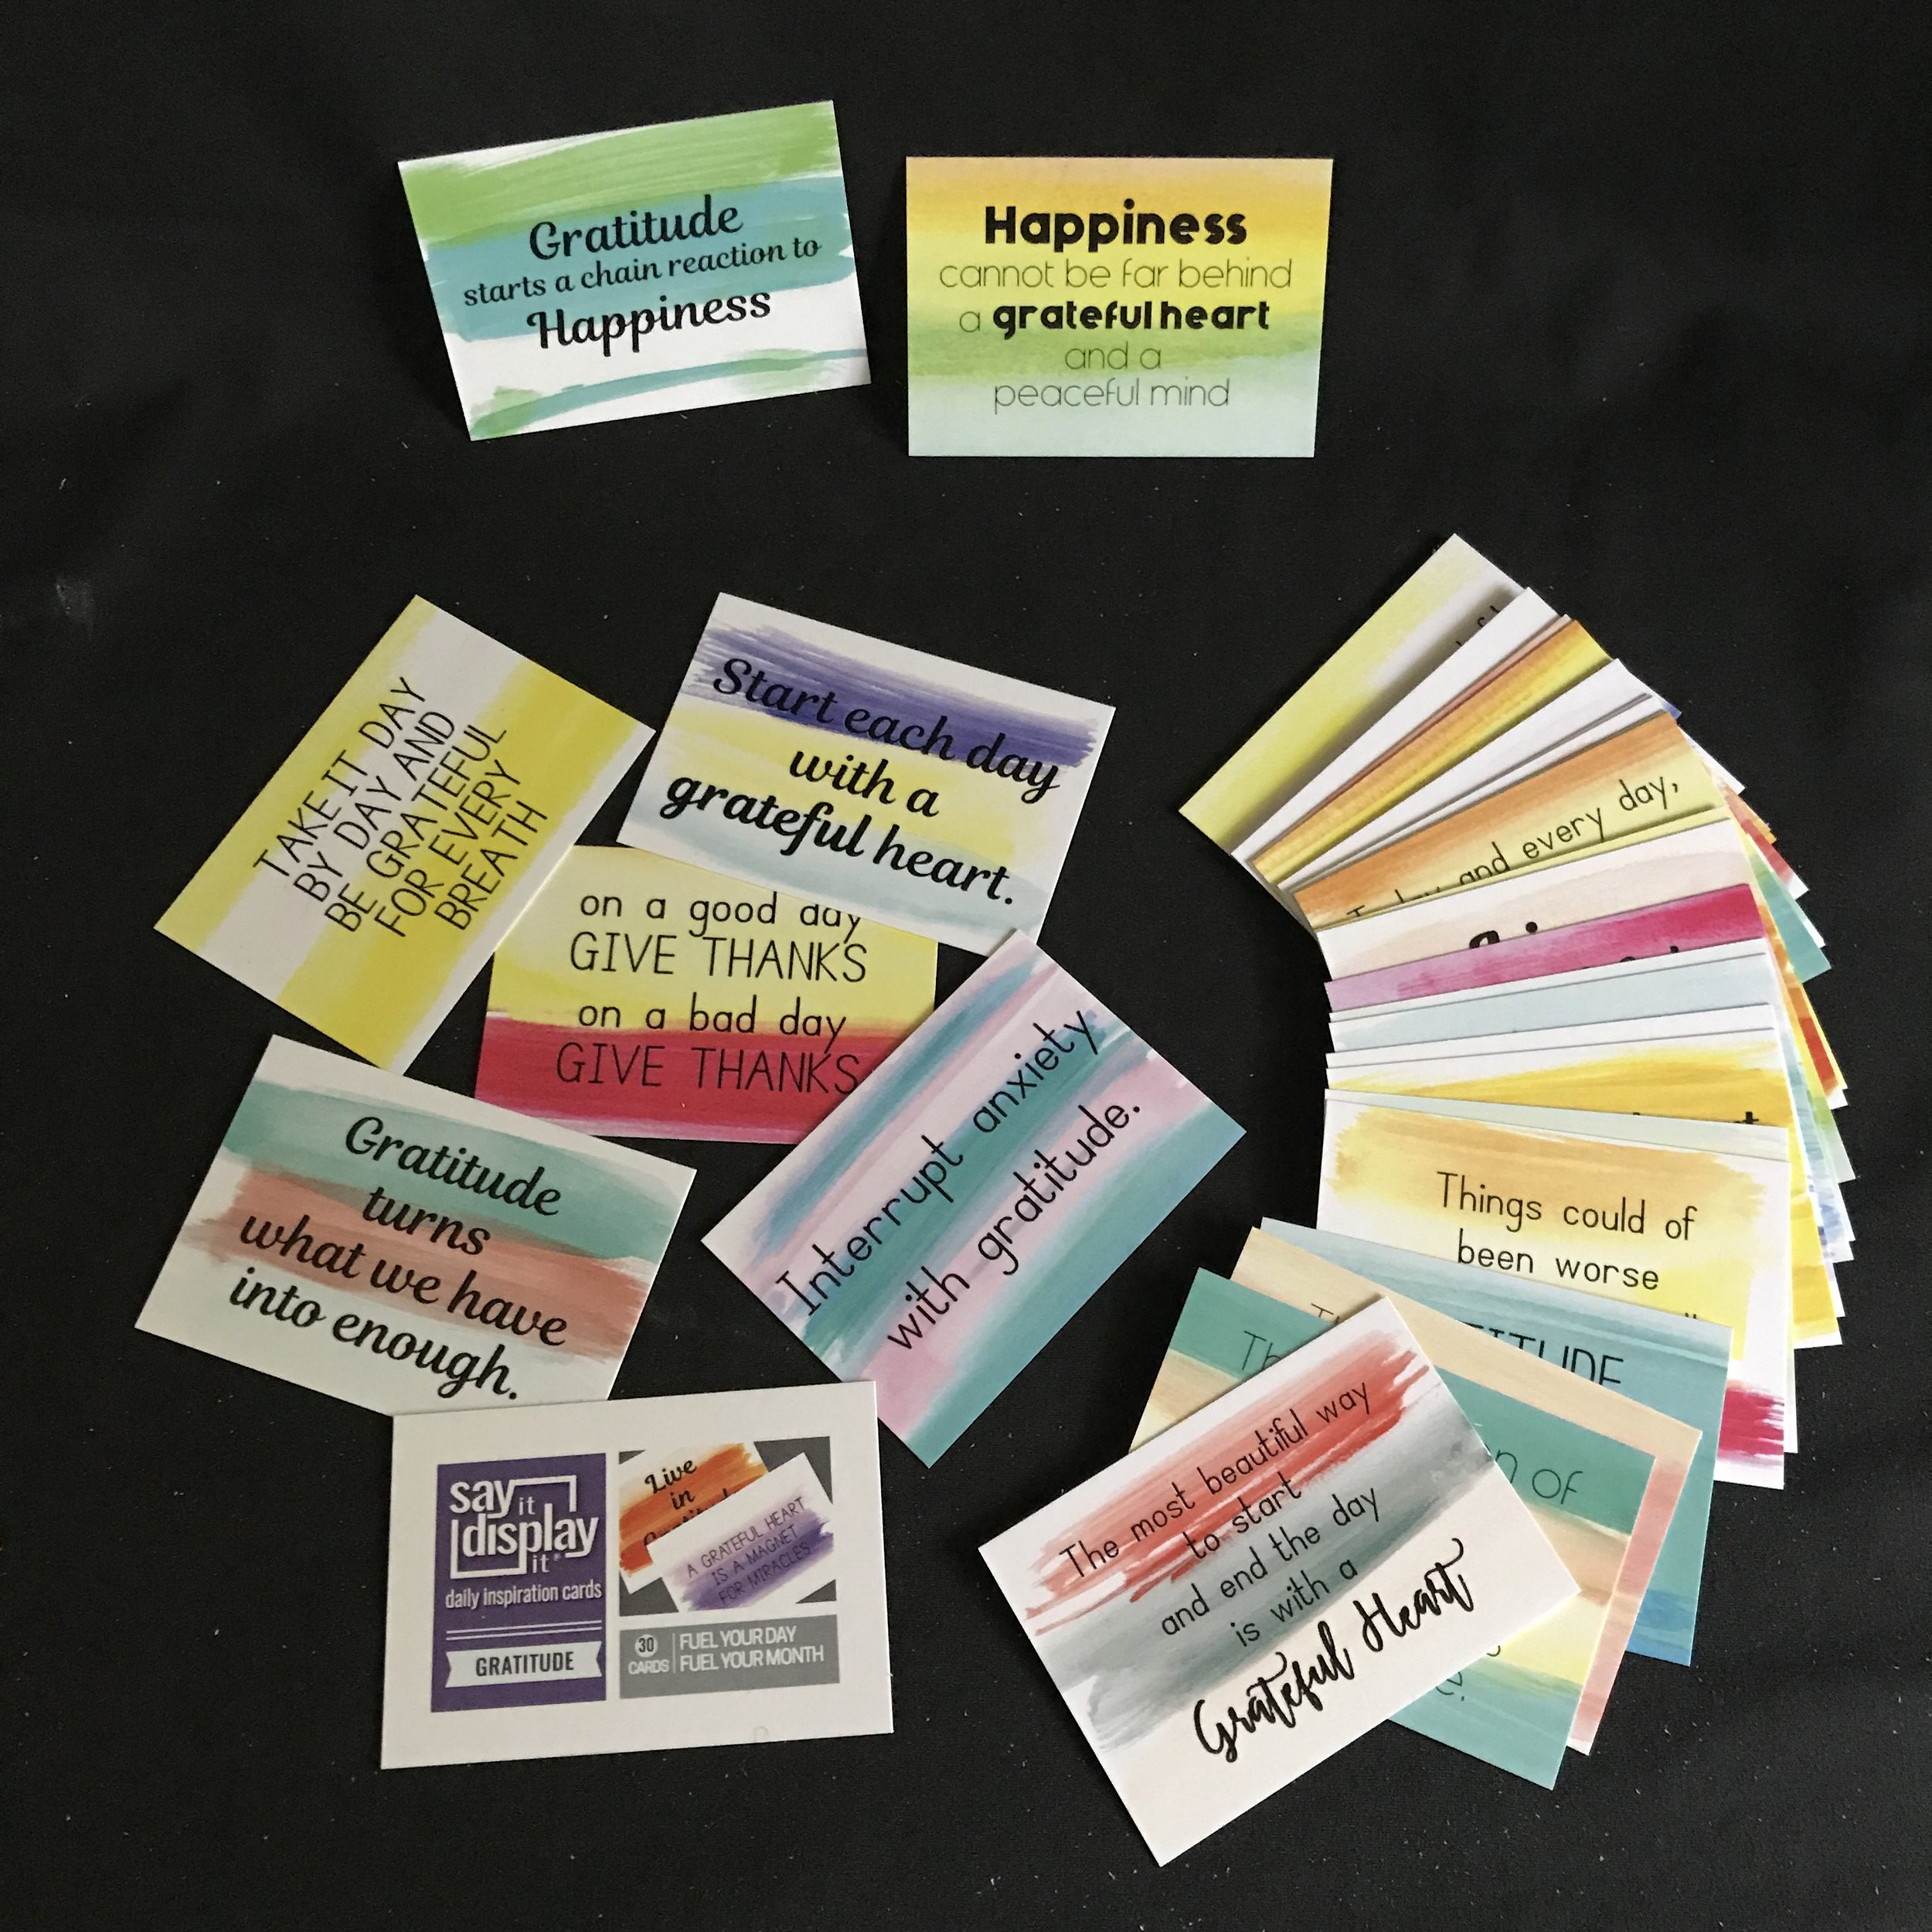 Gratitude
starts a chain reaction to
Happiness
Happiness
cannot be far behind
a grateful heart
and a
peaceful mind
TAKE IT DAY
BY DAY AND
BE GRATEFUL
FOR EVERY
BREATH
Start each day
with a
grateful heart.
on a good day
GIVE THANKS
on a bad day
GIVE THANKS
Interrupt anxiety
with gratitude.
Gratitude
turns
what we have
into enough.
say it
display
it
daily inspiration cards
GRATITUDE
Live
in
A GRATEFUL HEART
IS A MAGNET
FOR MIRACLES
30
CARDS
FUEL YOUR DAY
FUEL YOUR MONTH
and every day,
Things could of
been worse
OF
The most beautiful way
to start
and end the day
is with a
Grateful Heart